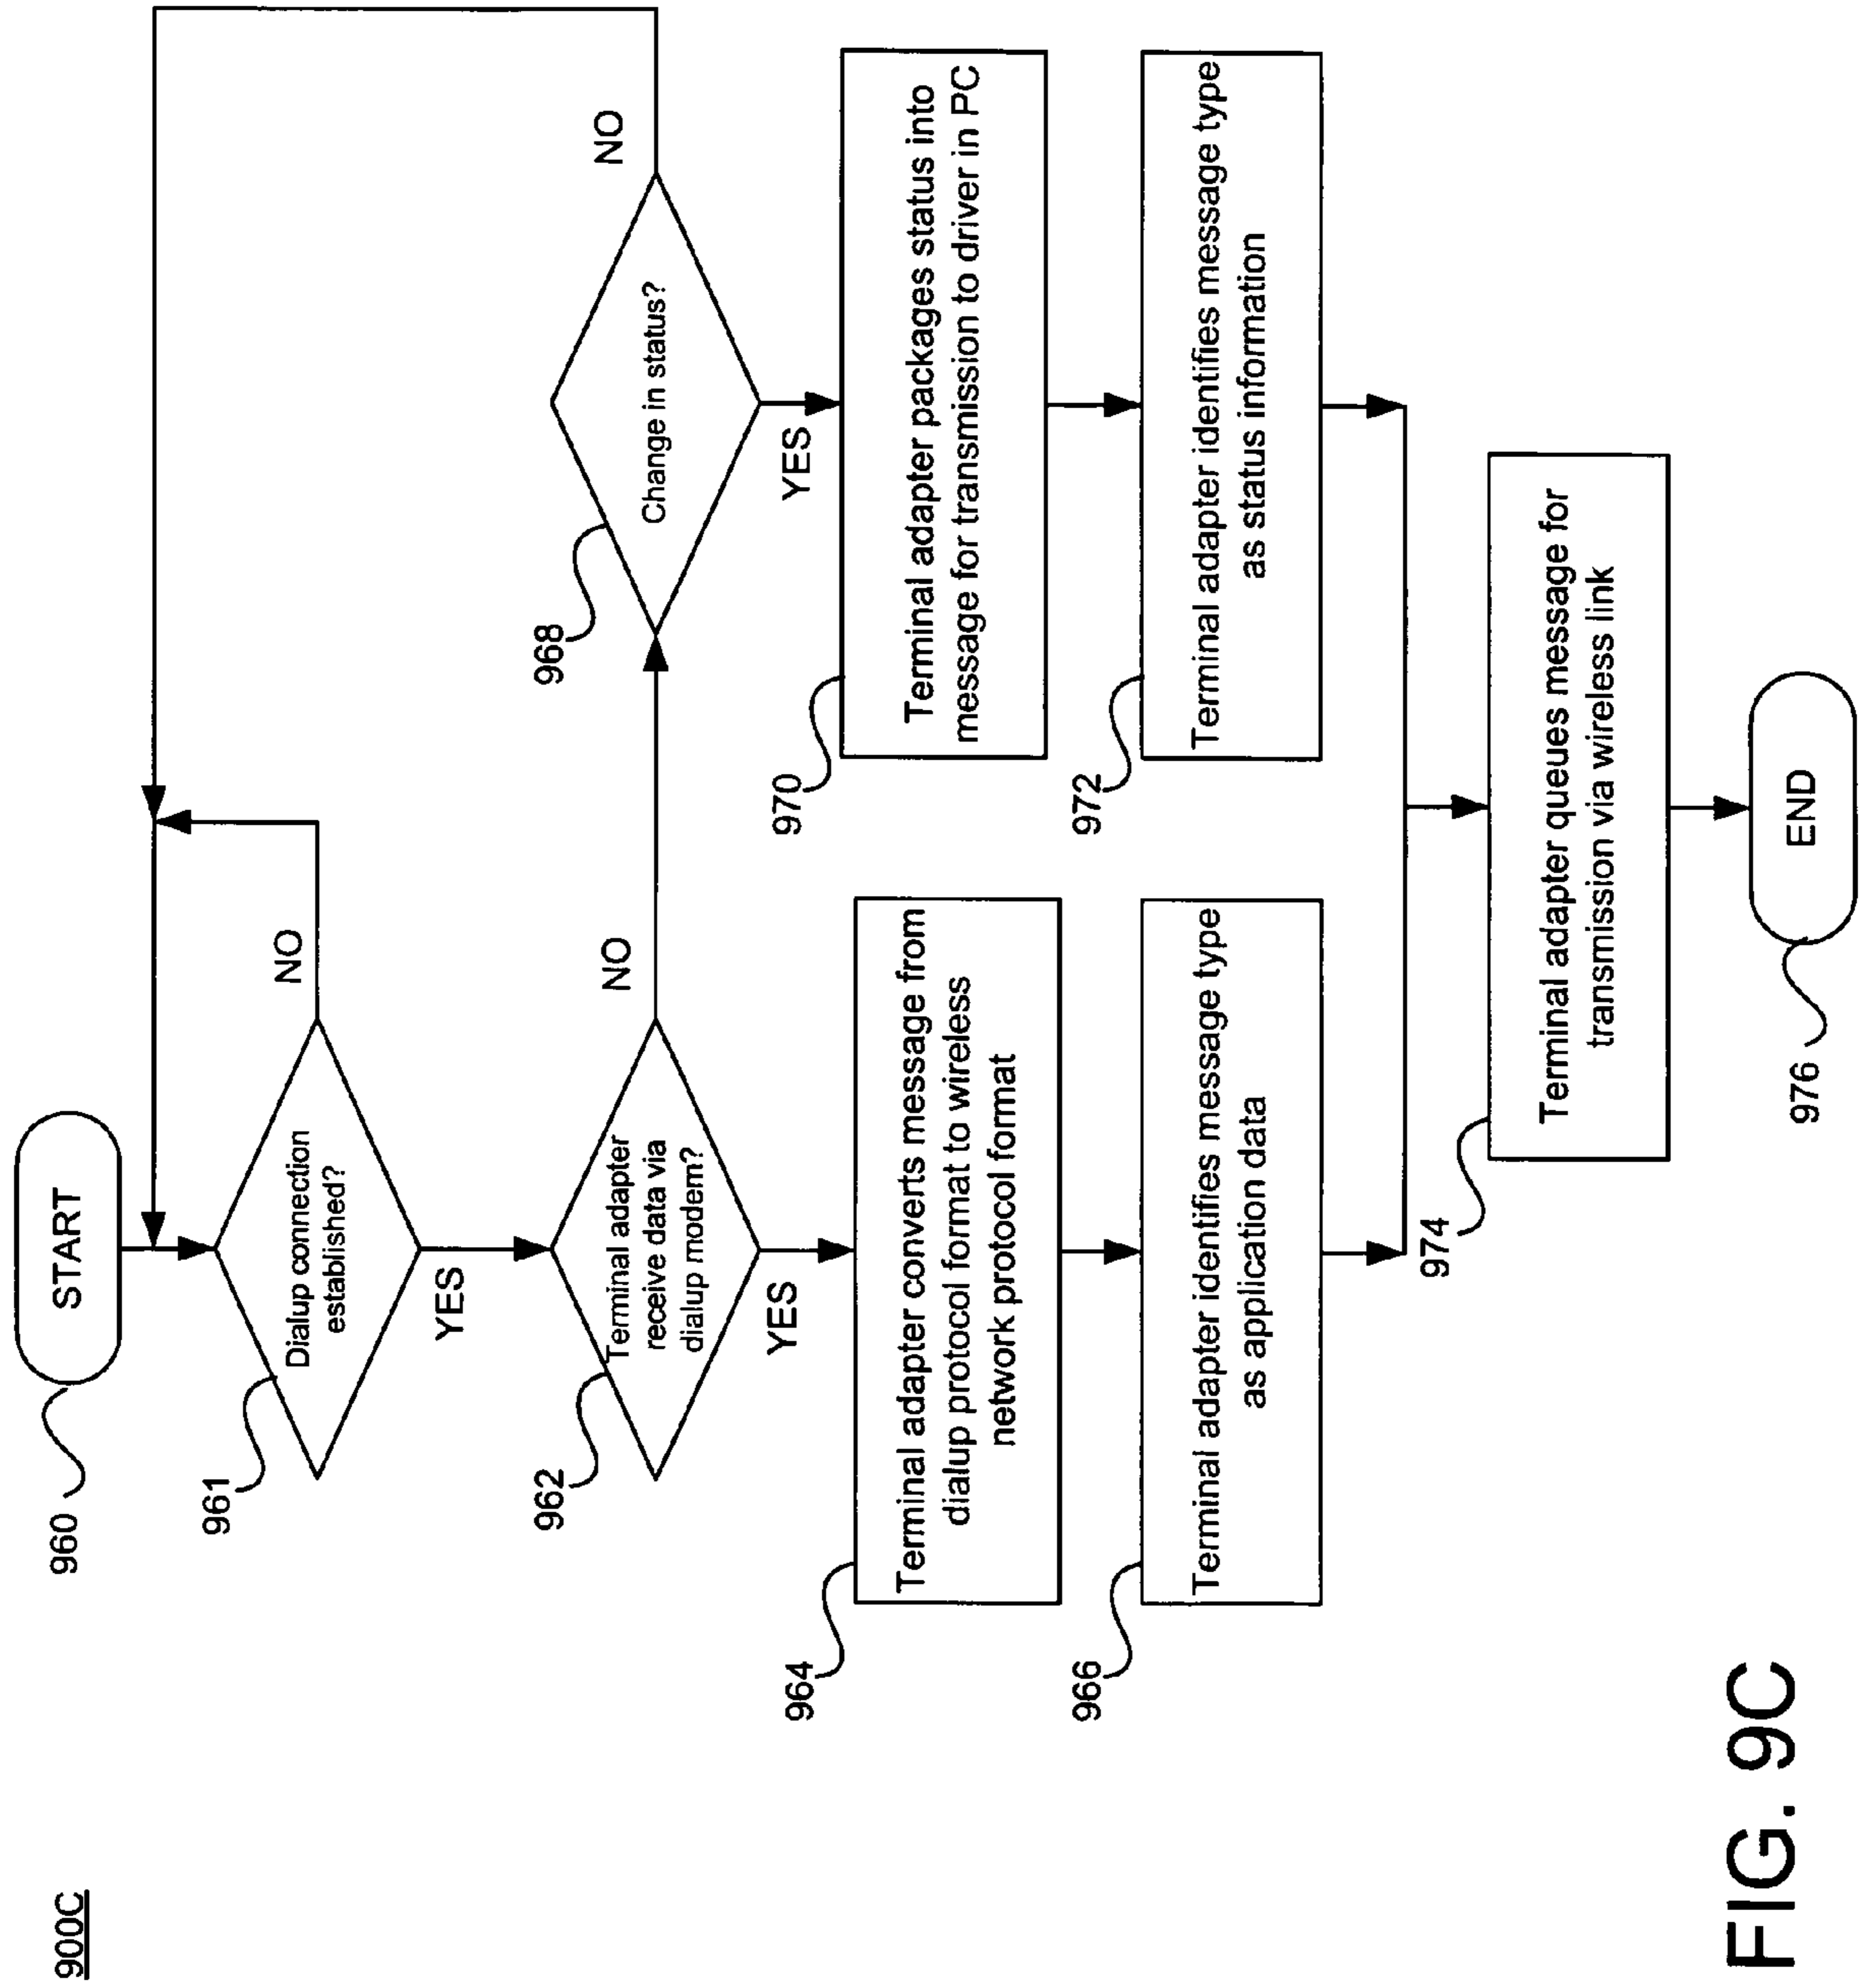 900C
960
START
961
Dialup connection
established?
NO
YES
962
Terminal adapter
receive data via
dialup modem?
NO
YES
968
Change in status?
NO
YES
964
Terminal adapter converts message from
dialup protocol format to wireless
network protocol format
970
Terminal adapter packages status into
message for transmission to driver in PC
966
Terminal adapter identifies message type
as application data
972
Terminal adapter identifies message type
as status information
974
Terminal adapter queues message for
transmission via wireless link
976
END
FIG. 9C